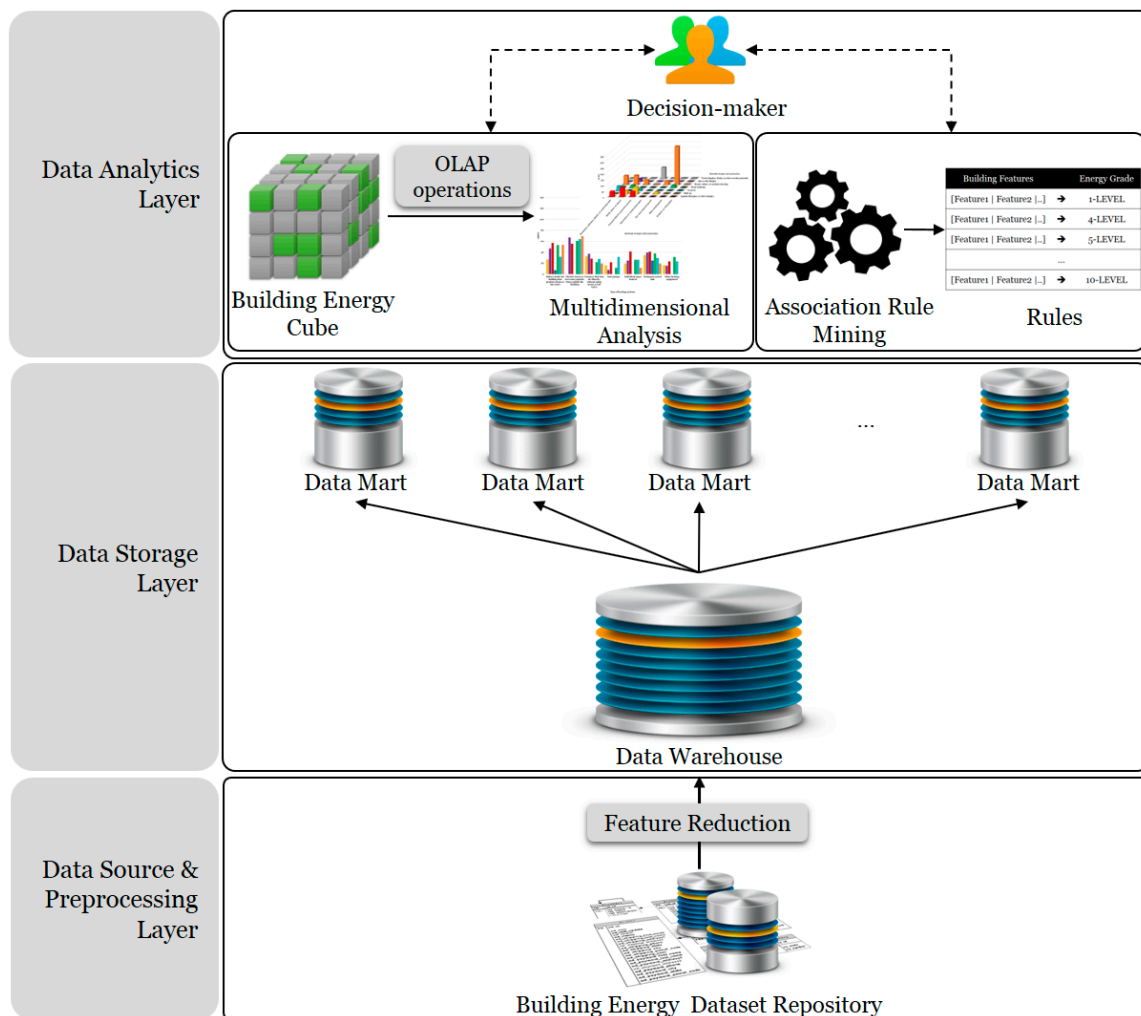 Data Analytics
Layer
Decision-maker
OLAP
operations
Building Energy
Cube
Multidimensional
Analysis
Association Rule
Mining
Building Features Energy Grade
[Feature1 | Feature2 |..] ➔ 1-LEVEL
[Feature1 | Feature2 |..] ➔ 4-LEVEL
[Feature1 | Feature2 |..] ➔ 5-LEVEL
...
[Feature1 | Feature2 |..] ➔ 10-LEVEL
Rules
Data Storage
Layer
Data Mart
Data Mart
Data Mart
...
Data Mart
Data Warehouse
Data Source &
Preprocessing
Layer
Feature Reduction
Building Energy Dataset Repository